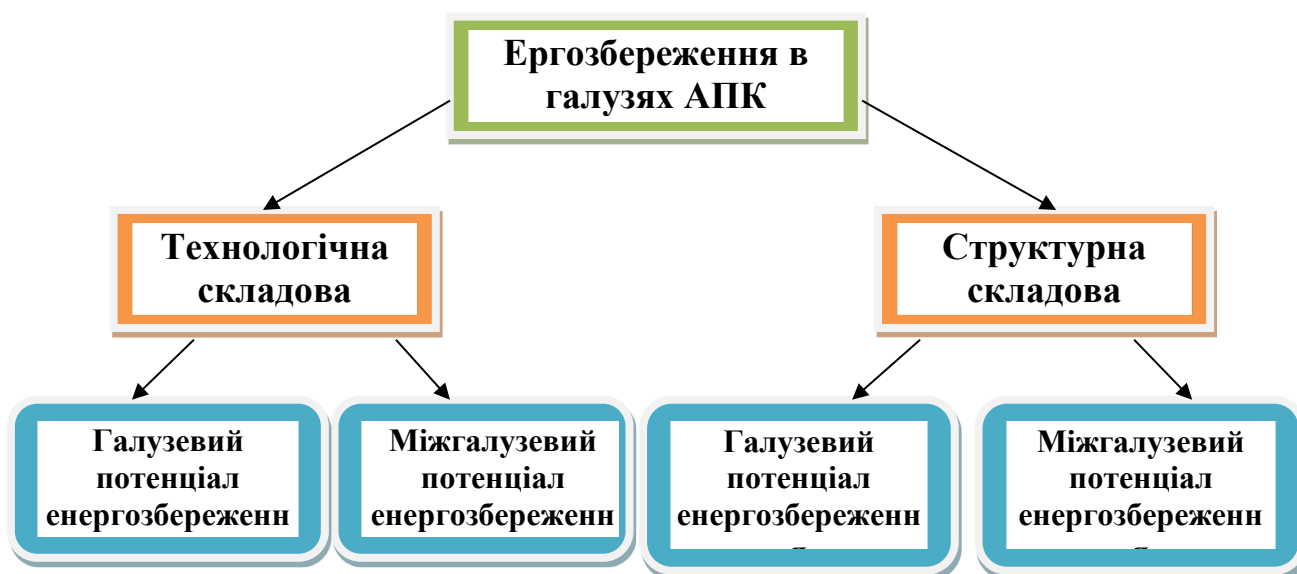 Ергозбереження в
галузях АПК
Технологічна
складова
Структурна
складова
Галузевий
потенціал
енергозбереженн
Міжгалузевий
потенціал
енергозбереженн
Галузевий
потенціал
енергозбереженн
Міжгалузевий
потенціал
енергозбереженн